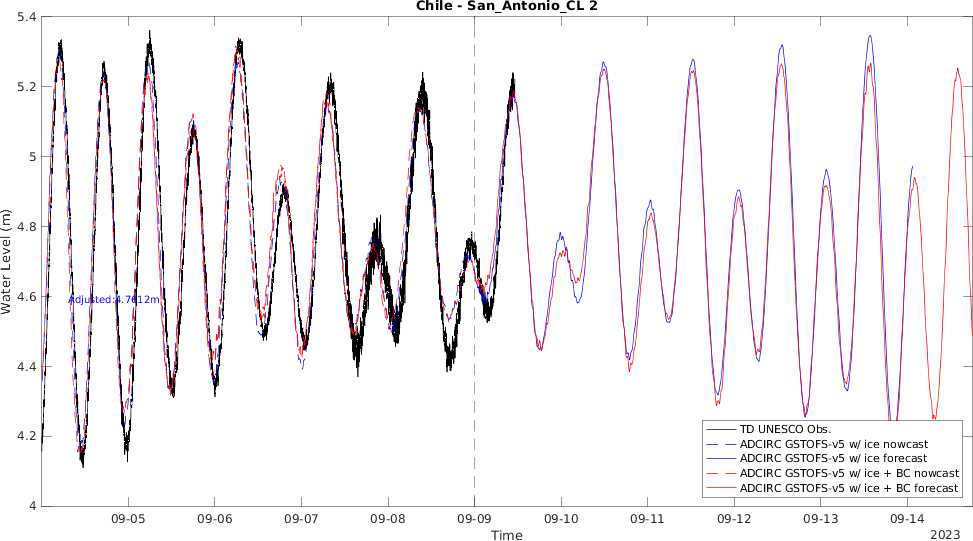 Chile - San_Antonio_CL 2
5.4
5.2
5
4.8
4.6
4.4
4.2
4
Water Level (m)
Adjusted:4.7612m
TD UNESCO Obs.
ADCIRC GSTOFS-v5 w/ ice nowcast
ADCIRC GSTOFS-v5 w/ ice forecast
ADCIRC GSTOFS-v5 w/ ice + BC nowcast
ADCIRC GSTOFS-v5 w/ ice + BC forecast
09-05 09-06 09-07 09-08 09-09 09-10 09-11 09-12 09-13 09-14
Time
2023